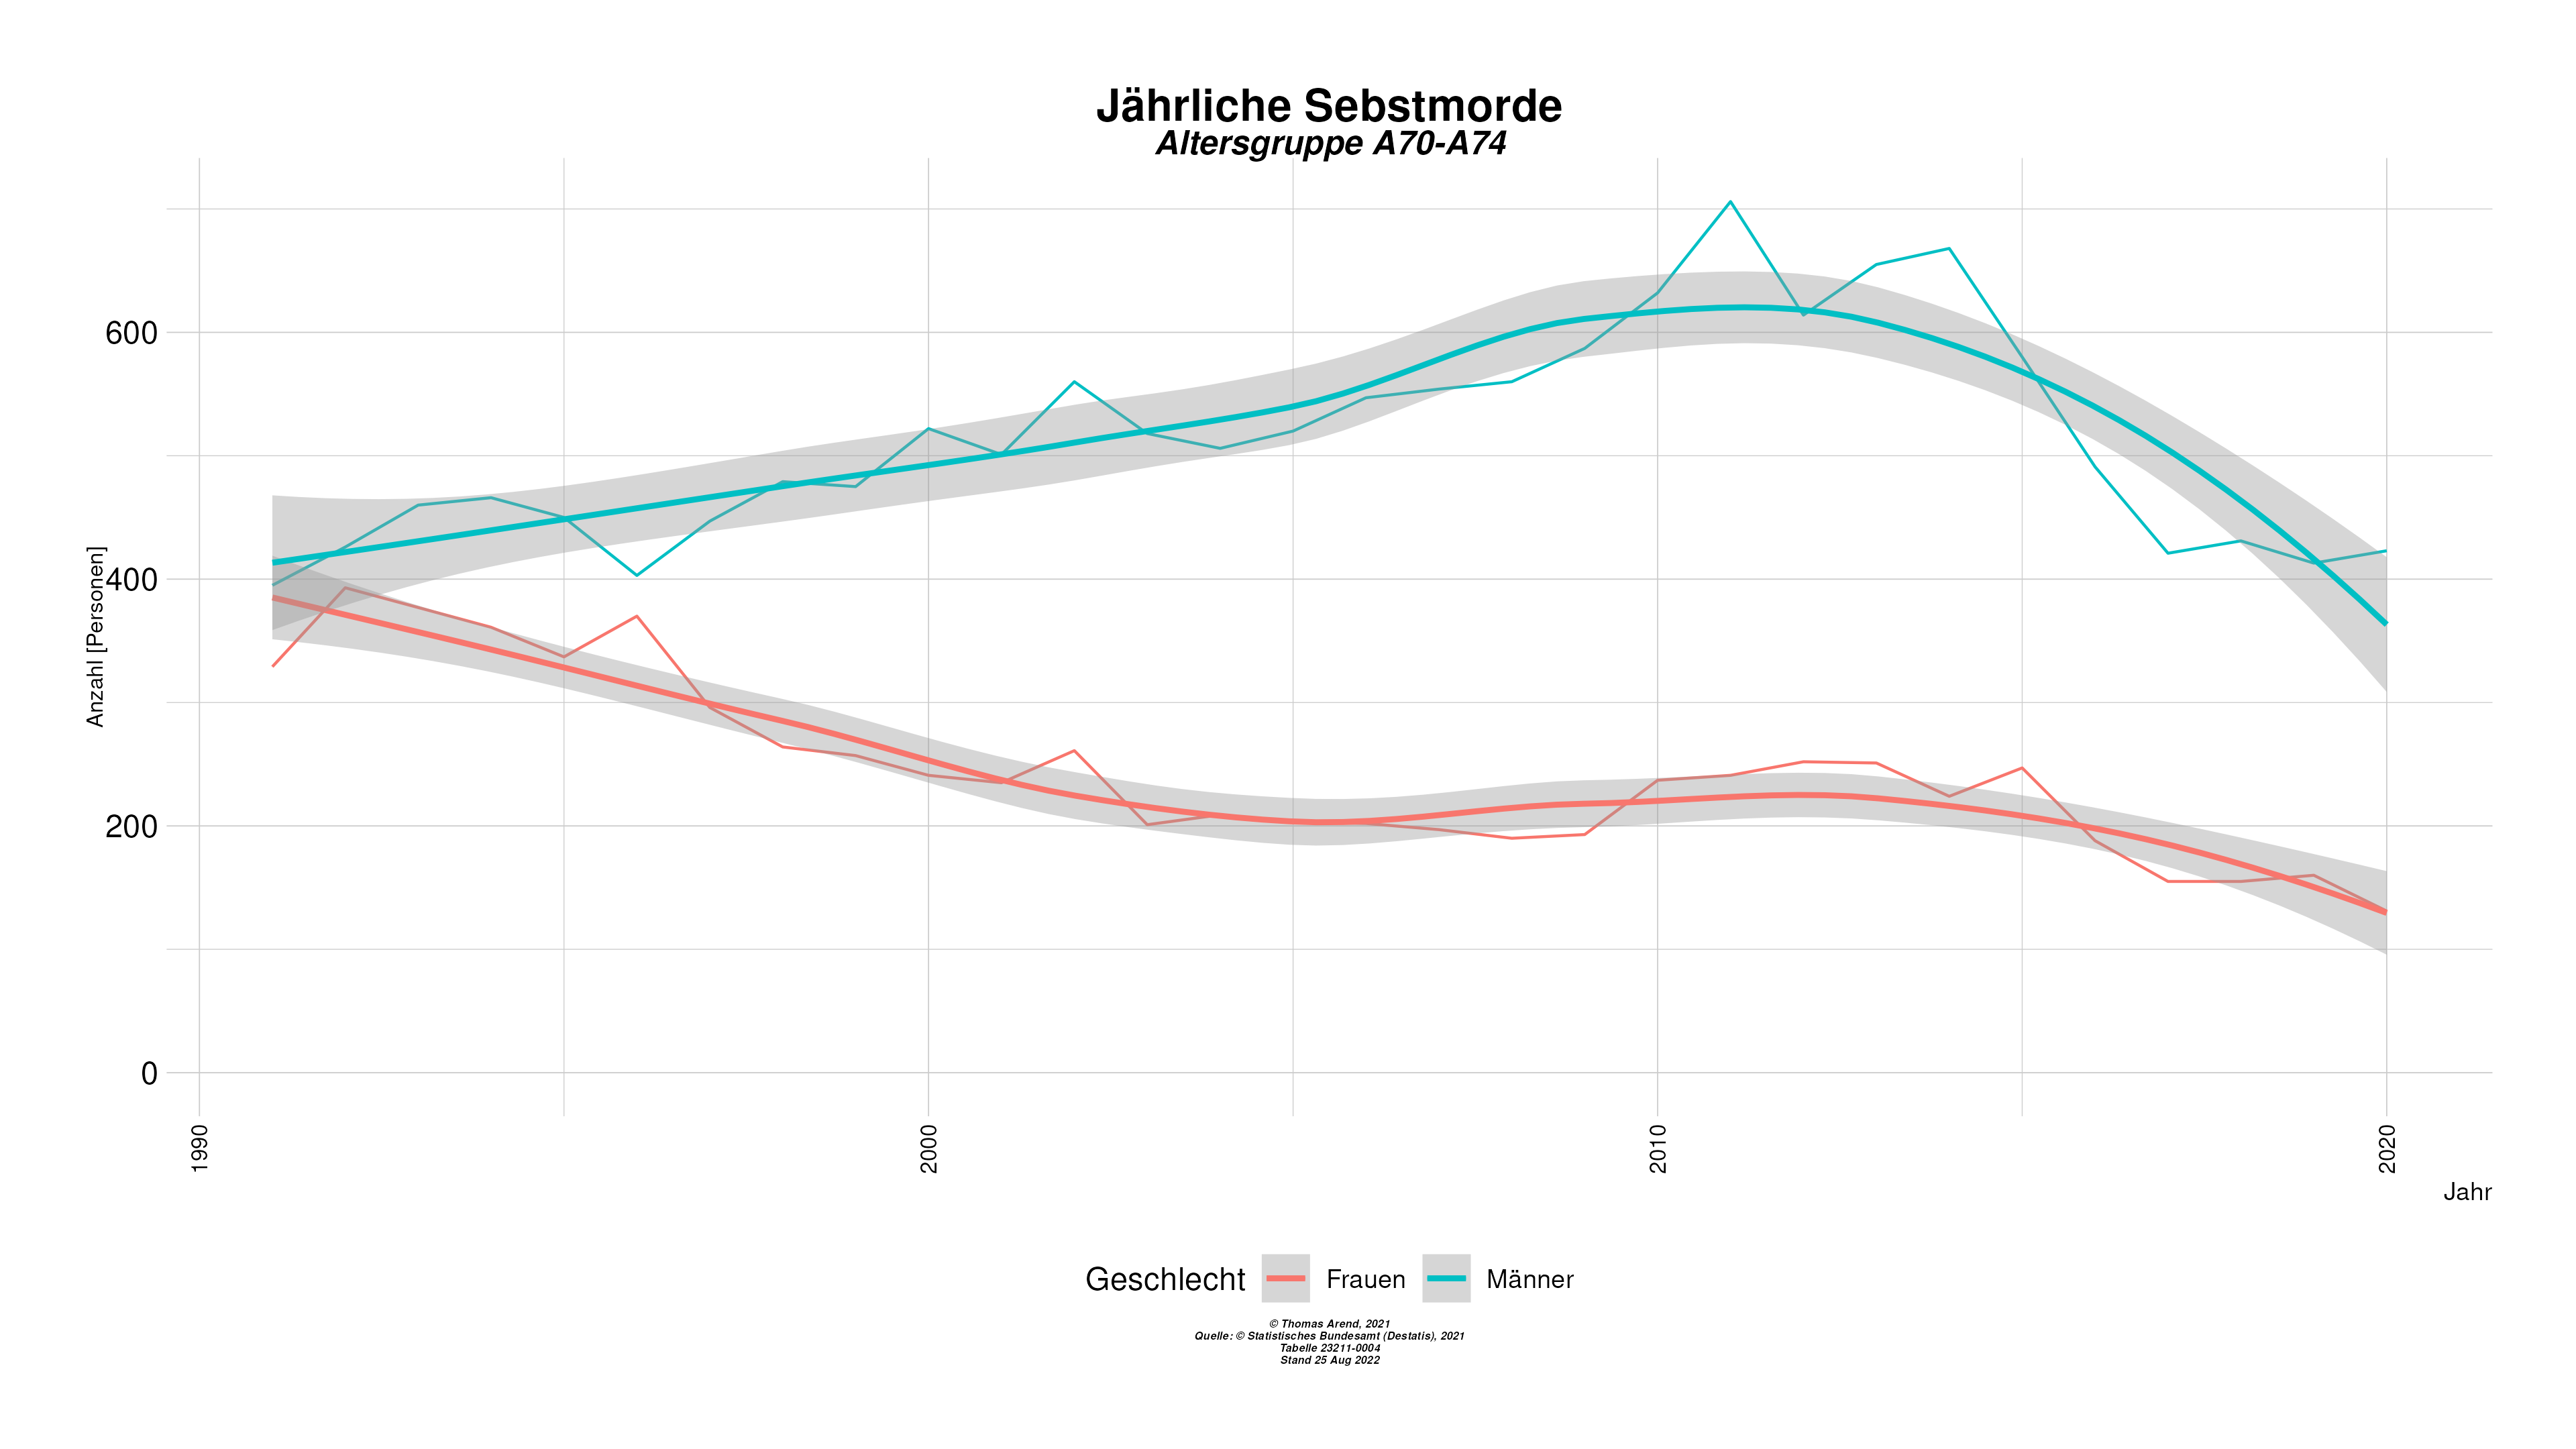 Jährliche Sebstmorde
Altersgruppe A70-A74
Anzahl [Personen]
600
400
200
0
1990
2000
2010
2020
Jahr
Geschlecht Frauen Männer
© Thomas Arend, 2021
Quelle: © Statistisches Bundesamt (Destatis), 2021
Tabelle 23211-0004
Stand 25 Aug 2022